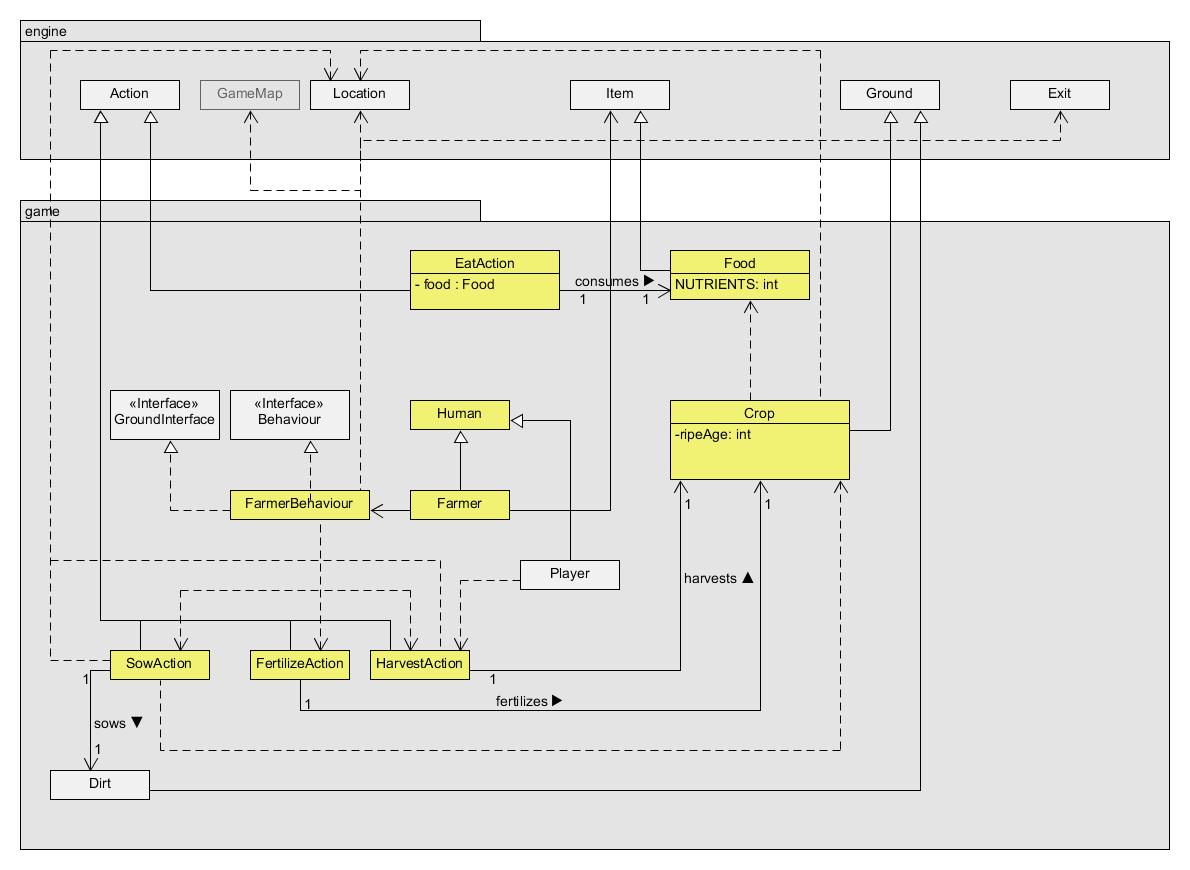 engine
Action
GameMap
Location
Item
Ground
Exit
game
EatAction
- food : Food
consumes ▶
1
1
Food
NUTRIENTS: int
«Interface»
GroundInterface
«Interface»
Behaviour
Human
Crop
-ripeAge: int
FarmerBehaviour
Farmer
1
1
Player
harvests ▲
SowAction
FertilizeAction
HarvestAction
1
1
fertilizes ▶
1
sows ▼
1
Dirt